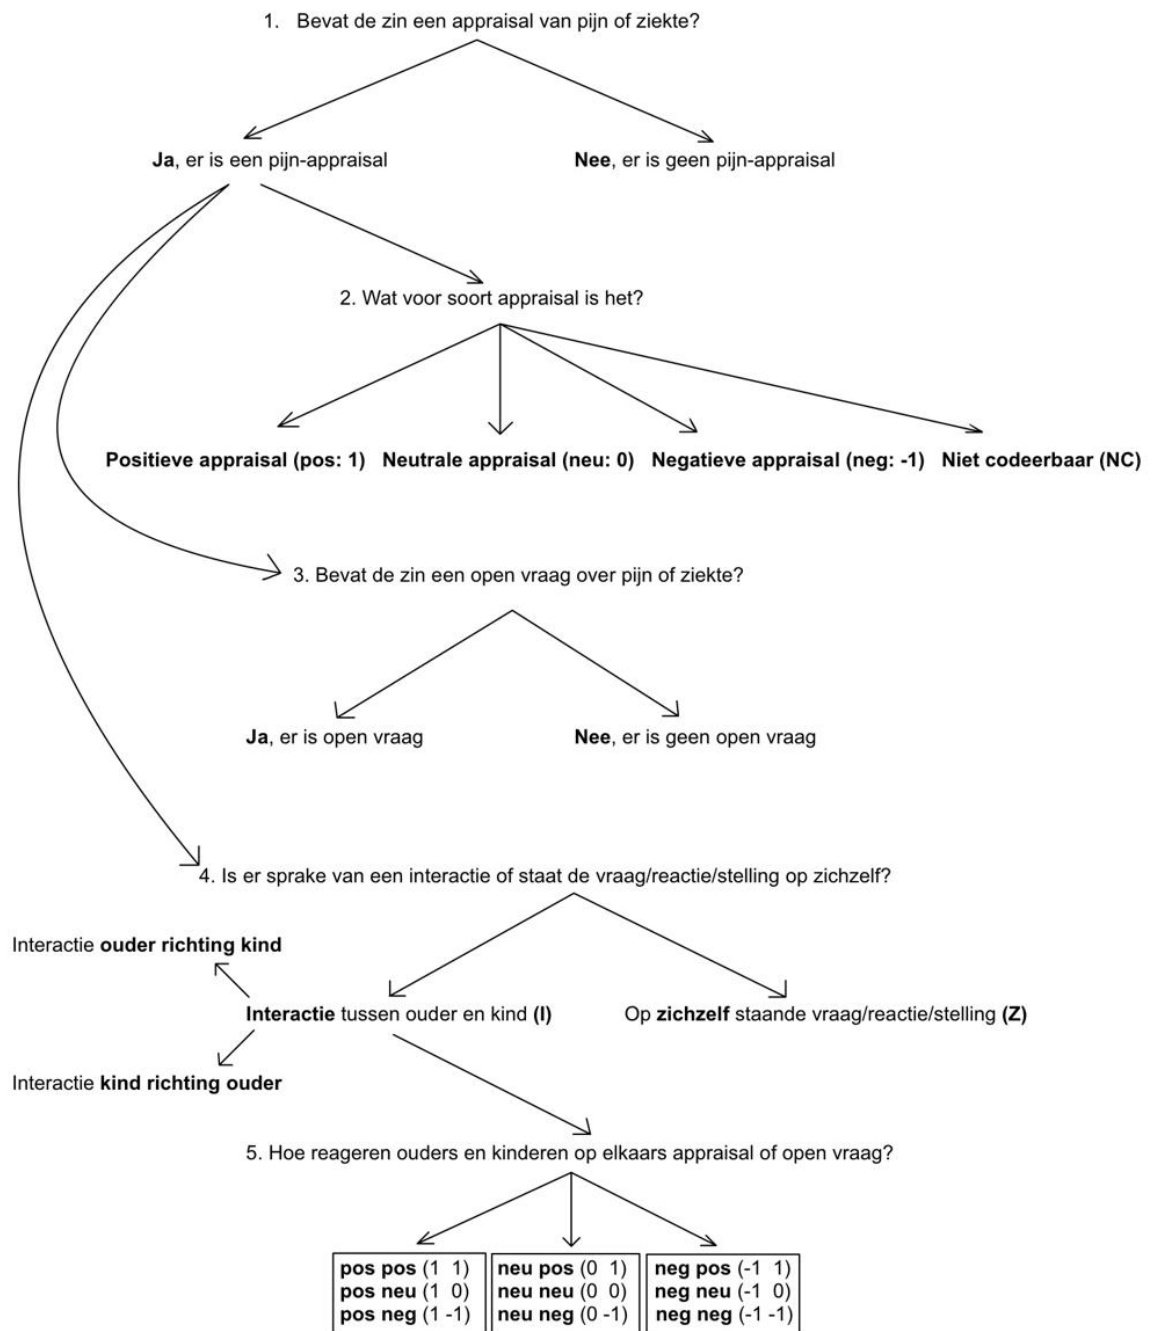 1. Bevat de zin een appraisal van pijn of ziekte?
Ja, er is een pijn-appraisal
Nee, er is geen pijn-appraisal
2. Wat voor soort appraisal is het?
Positieve appraisal (pos: 1) Neutrale appraisal (neu: 0) Negatieve appraisal (neg: -1) Niet codeerbaar (NC)
3. Bevat de zin een open vraag over pijn of ziekte?
Ja, er is open vraag
Nee, er is geen open vraag
4. Is er sprake van een interactie of staat de vraag/reactie/stelling op zichzelf?
Interactie ouder richting kind
Interactie tussen ouder en kind (I)
Op zichzelf staande vraag/reactie/stelling (Z)
Interactie kind richting ouder
5. Hoe reageren ouders en kinderen op elkaars appraisal of open vraag?
pos pos (1 1)
pos neu (1 0)
pos neg (1 -1)
neu pos (0 1)
neu neu (0 0)
neu neg (0 -1)
neg pos (-1 1)
neg neu (-1 0)
neg neg (-1 -1)